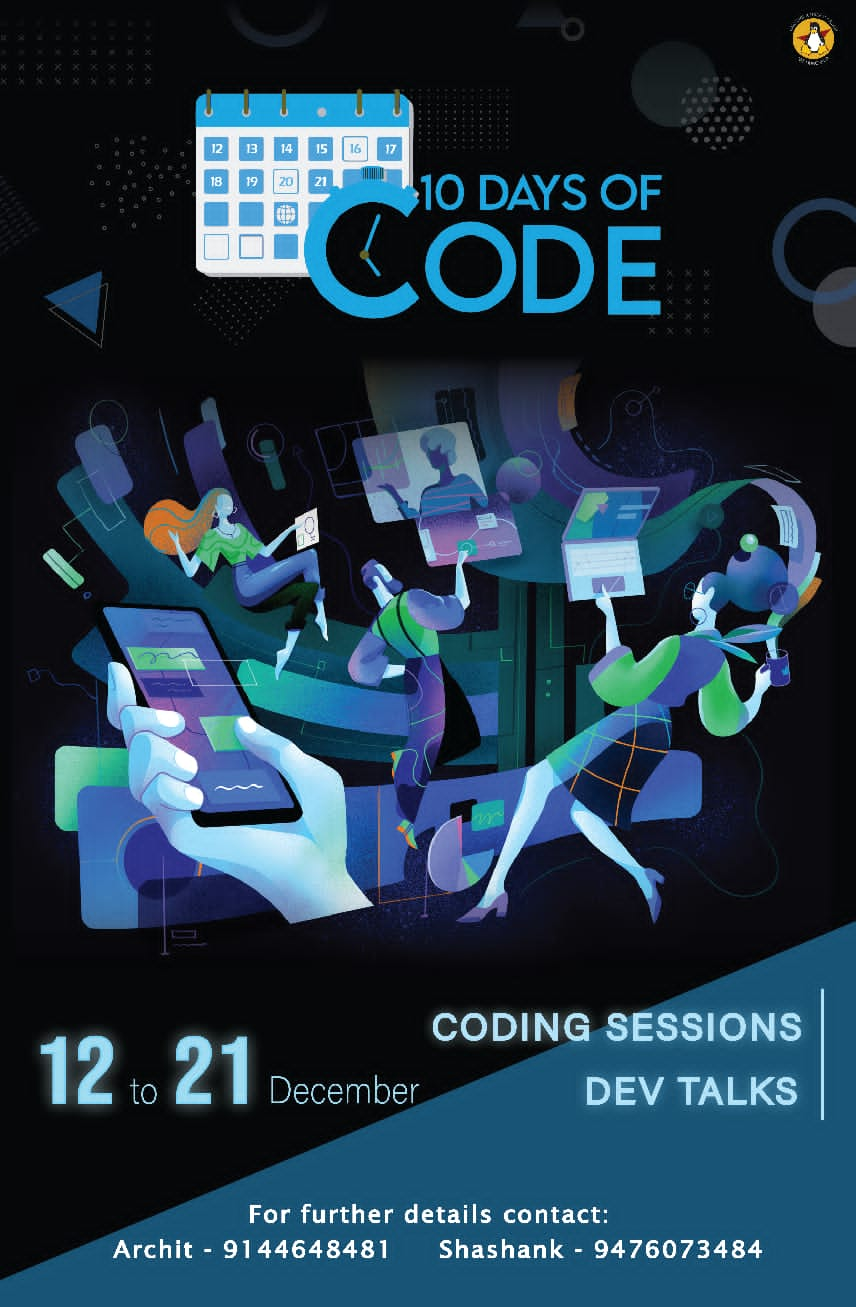 12 13 14 15 16 17
18 19 20 21
10 DAYS OF
CODE
12 to 21 December
CODING SESSIONS
DEV TALKS
For further details contact:
Archit - 9144648481 Shashank - 9476073484